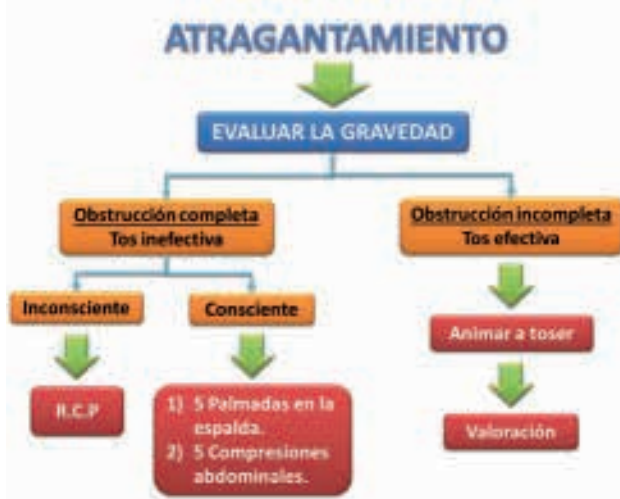 ATRAGANTAMIENTO
EVALUAR LA GRAVEDAD
Obstrucción completa
Tos inefectiva
Obstrucción incompleta
Tos efectiva
Inconsciente
Consciente
Animar a toser
R.C.P
1) 5 Palmadas en la
espalda.
2) 5 Compresiones
abdominales.
Valoración